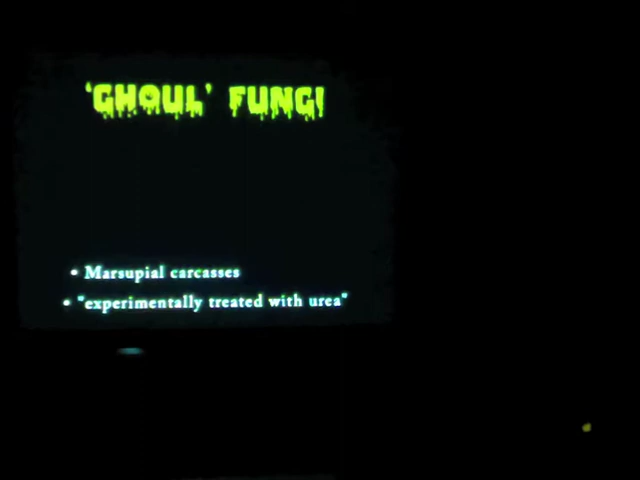 'GHOUL' FUNGI
• Marsupial carcasses
• "experimentally treated with urea"